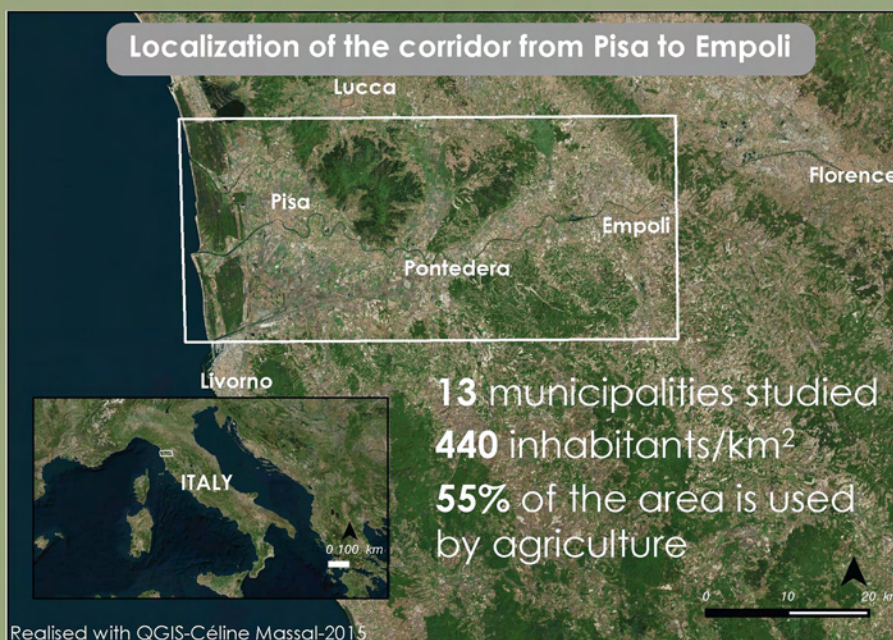 Localization of the corridor from Pisa to Empoli
Lucca
Florence
Pisa
Empoli
Pontedera
Livorno
13 municipalities studied
440 inhabitants/km²
55% of the area is used
by agriculture
ITALY
0 100 km
0 10 20 km
Realised with QGIS-Céline Massal-2015